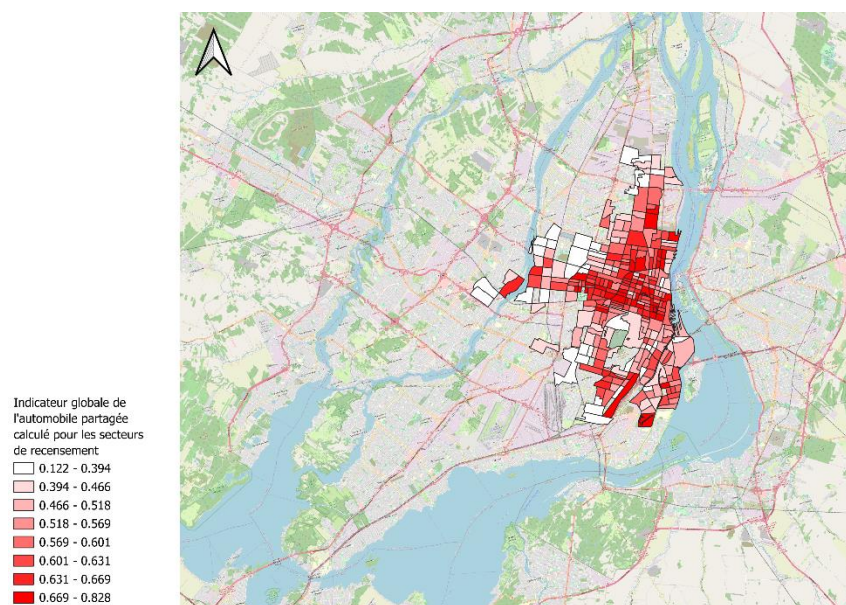 Indicateur globale de
l'automobile partagée
calculé pour les secteurs
de recensement
0.122 - 0.394
0.394 - 0.466
0.466 - 0.518
0.518 - 0.569
0.569 - 0.601
0.601 - 0.631
0.631 - 0.669
0.669 - 0.828